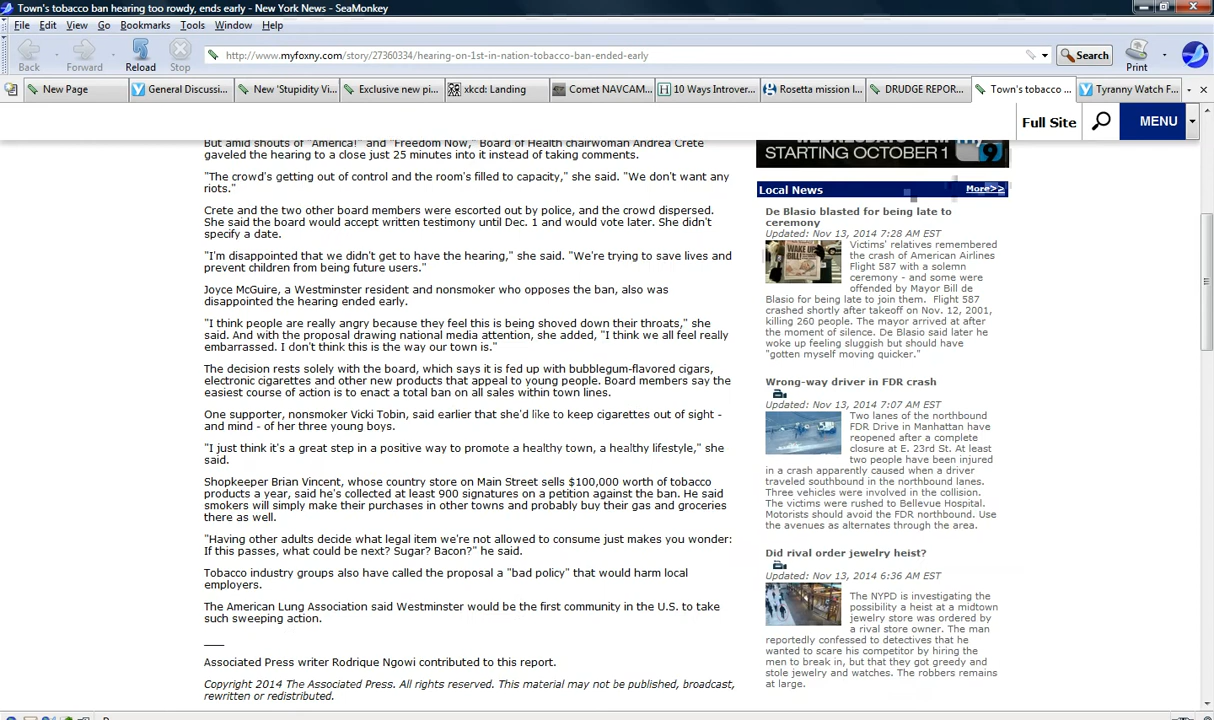 Town's tobacco ban hearing too rowdy, ends early - New York News - SeaMonkey
File Edit View Go Bookmarks Tools Window Help
Back Forward Reload Stop
http://www.myfoxny.com/story/27360334/hearing-on-1st-in-nation-tobacco-ban-ended-early
Search
Print
New Page
General Discussi...
New 'Stupidity Vi...
Exclusive new pi...
xkcd: Landing
Comet NAVCAM...
10 Ways Introver...
Rosetta mission l...
DRUDGE REPOR...
Town's tobacco ...
Tyranny Watch F...
Full Site
MENU
But amid shouts of "America!" and "Freedom Now," Board of Health chairwoman Andrea Crete
gaveled the hearing to a close just 25 minutes into it instead of taking comments.
"The crowd's getting out of control and the room's filled to capacity," she said. "We don't want any
riots."
Crete and the two other board members were escorted out by police, and the crowd dispersed.
She said the board would accept written testimony until Dec. 1 and would vote later. She didn't
specify a date.
"I'm disappointed that we didn't get to have the hearing," she said. "We're trying to save lives and
prevent children from being future users."
Joyce McGuire, a Westminster resident and nonsmoker who opposes the ban, also was
disappointed the hearing ended early.
"I think people are really angry because they feel this is being shoved down their throats," she
said. And with the proposal drawing national media attention, she added, "I think we all feel really
embarrassed. I don't think this is the way our town is."
The decision rests solely with the board, which says it is fed up with bubblegum-flavored cigars,
electronic cigarettes and other new products that appeal to young people. Board members say the
easiest course of action is to enact a total ban on all sales within town lines.
One supporter, nonsmoker Vicki Tobin, said earlier that she'd like to keep cigarettes out of sight -
and mind - of her three young boys.
"I just think it's a great step in a positive way to promote a healthy town, a healthy lifestyle," she
said.
Shopkeeper Brian Vincent, whose country store on Main Street sells $100,000 worth of tobacco
products a year, said he's collected at least 900 signatures on a petition against the ban. He said
smokers will simply make their purchases in other towns and probably buy their gas and groceries
there as well.
"Having other adults decide what legal item we're not allowed to consume just makes you wonder:
If this passes, what could be next? Sugar? Bacon?" he said.
Tobacco industry groups also have called the proposal a "bad policy" that would harm local
employers.
The American Lung Association said Westminster would be the first community in the U.S. to take
such sweeping action.
___
Associated Press writer Rodrique Ngowi contributed to this report.
Copyright 2014 The Associated Press. All rights reserved. This material may not be published, broadcast,
rewritten or redistributed.
STARTING OCTOBER 1
Local News
More>>
De Blasio blasted for being late to
ceremony
Updated: Nov 13, 2014 7:28 AM EST
Victims' relatives remembered
the crash of American Airlines
Flight 587 with a solemn
ceremony - and some were
offended by Mayor Bill de
Blasio for being late to join them. Flight 587
crashed shortly after takeoff on Nov. 12, 2001,
killing 260 people. The mayor arrived at after
the moment of silence. De Blasio said later he
woke up feeling sluggish but should have
"gotten myself moving quicker."
Wrong-way driver in FDR crash
Updated: Nov 13, 2014 7:07 AM EST
Two lanes of the northbound
FDR Drive in Manhattan have
reopened after a complete
closure at E. 23rd St. At least
two people have been injured
in a crash apparently caused when a driver
traveled southbound in the northbound lanes.
Three vehicles were involved in the collision.
The victims were rushed to Bellevue Hospital.
Motorists should avoid the FDR northbound. Use
the avenues as alternates through the area.
Did rival order jewelry heist?
Updated: Nov 13, 2014 6:36 AM EST
The NYPD is investigating the
possibility a heist at a midtown
jewelry store was ordered by
a rival store owner. The man
reportedly confessed to detectives that he
wanted to scare his competitor by hiring the
men to break in, but that they got greedy and
stole jewelry and watches. The robbers remains
at large.